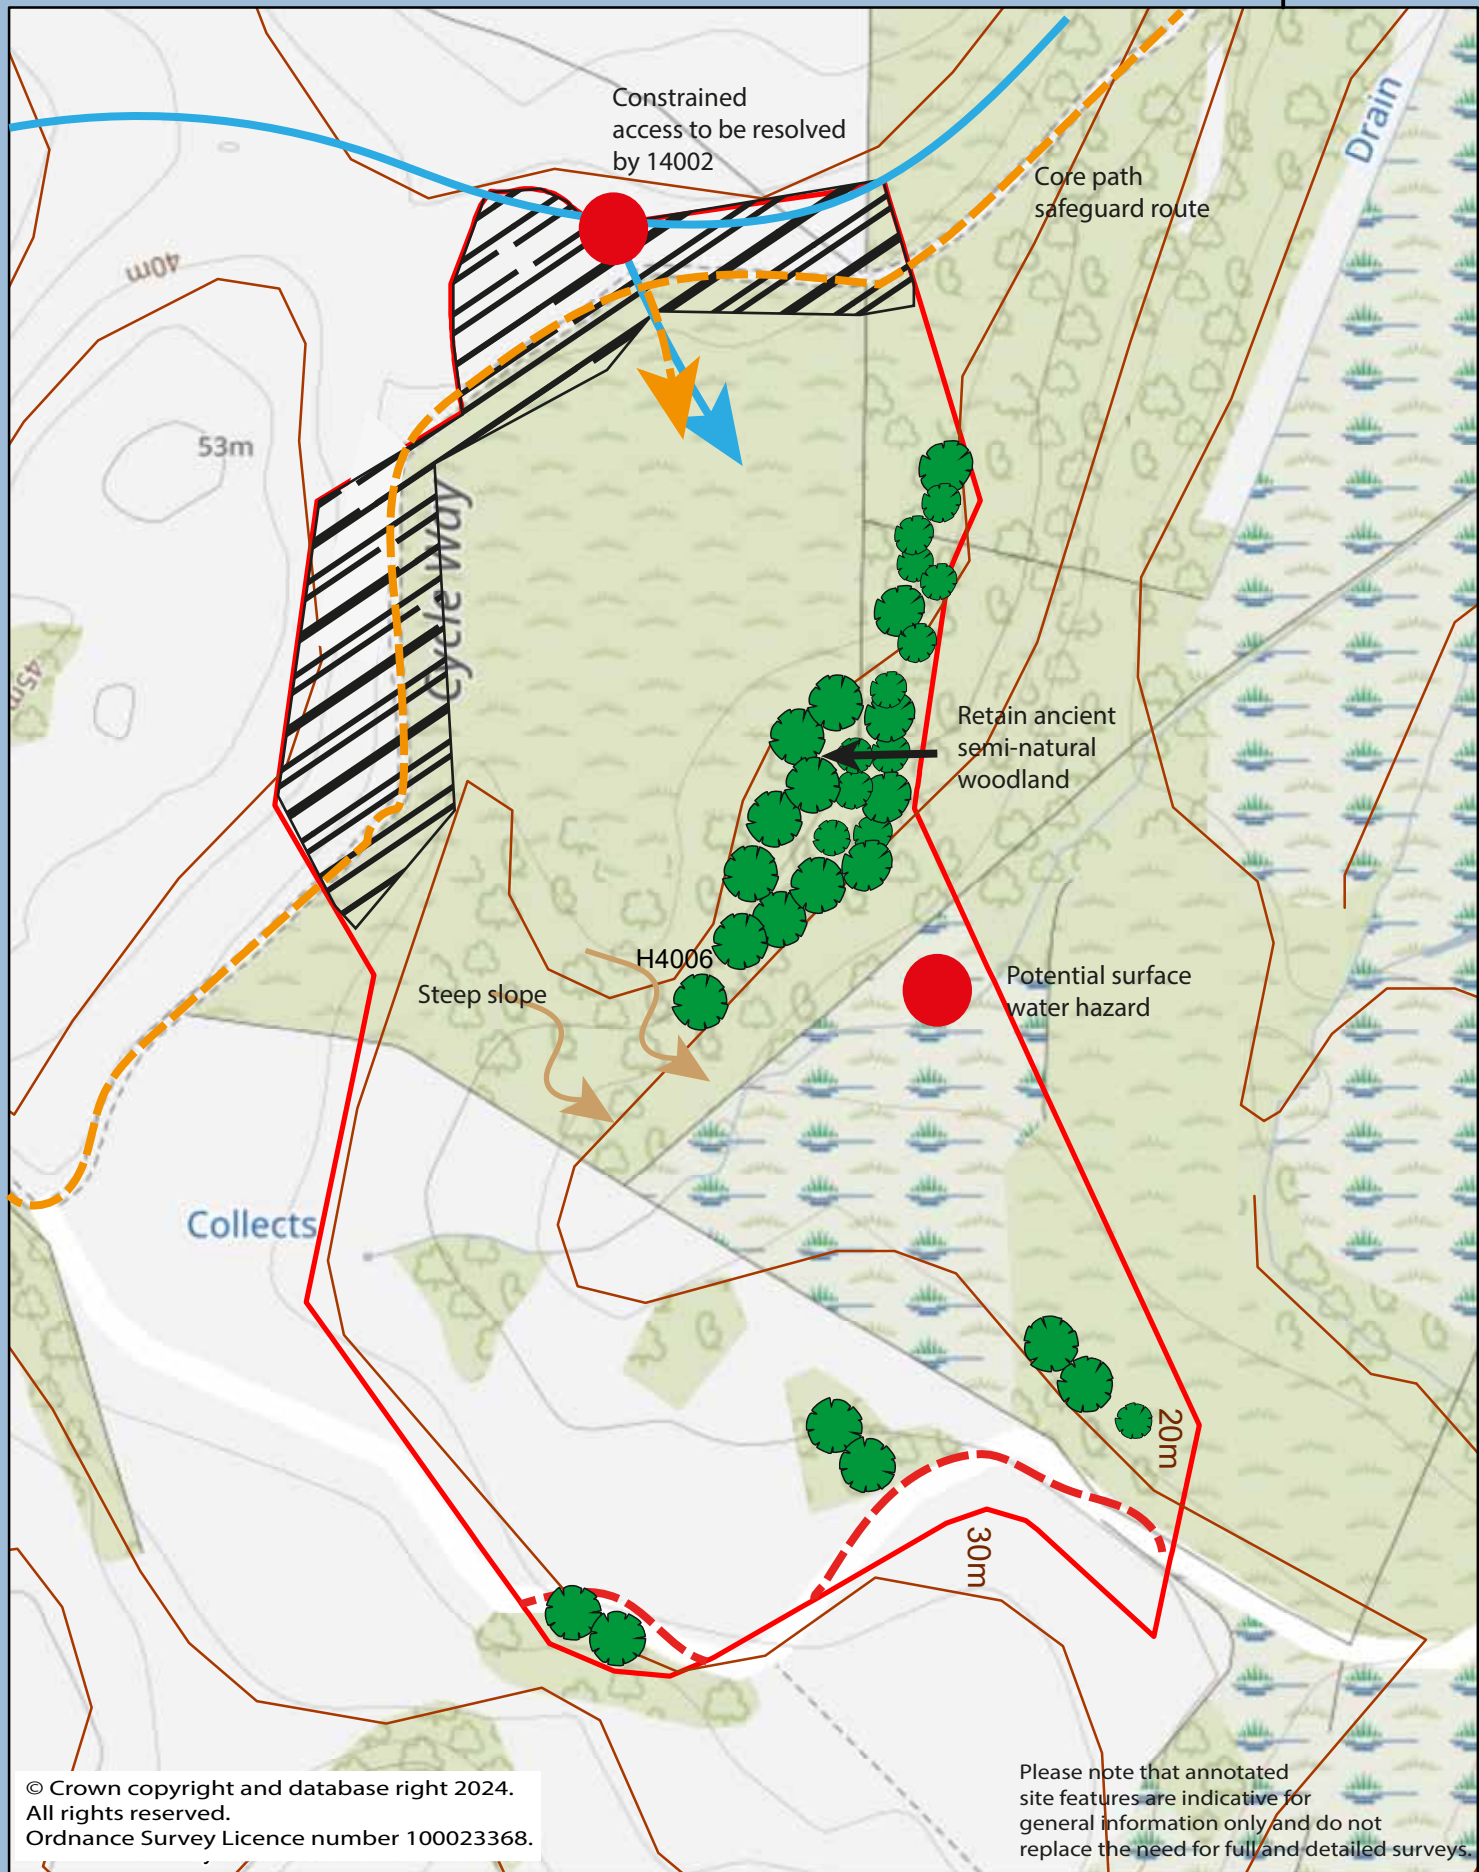 Constrained
access to be resolved
by 14002
Drain
Core path
safeguard route
40m
53m
Cycle way
45m
Retain ancient
semi-natural
woodland
H4006
Steep slope
Potential surface
water hazard
Collects
20m
30m
© Crown copyright and database right 2024.
All rights reserved.
Ordnance Survey Licence number 100023368.
Please note that annotated
site features are indicative for
general information only and do not
replace the need for full and detailed surveys.